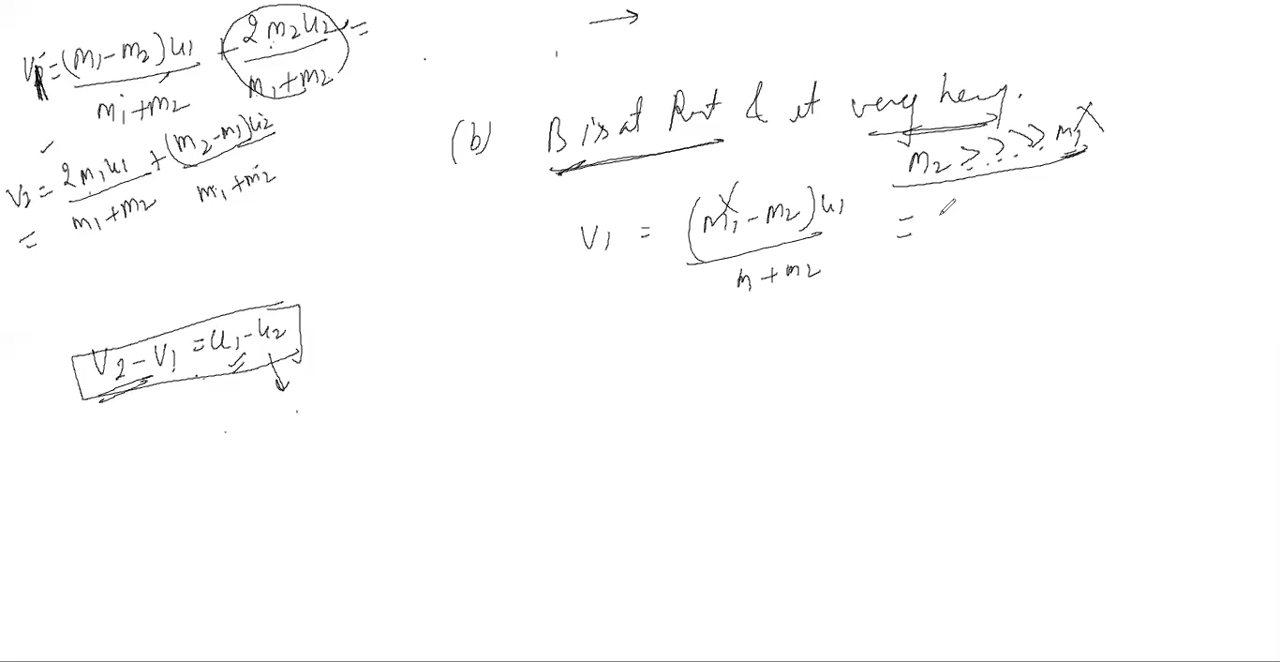 V₁ = (m₁-m₂)u₁/m₁+m₂ + 2m₂u₂/m₁+m₂ =
V₂ = 2m₁u₁/m₁+m₂ + (m₂-m₁)u₂/m₁+m₂
=
V₂-V₁ = u₁-u₂
(b) B is at Rest & it very heavy.
m₂ >>>> m₁
V₁ = (m₁-m₂)u₁/m+m₂ =